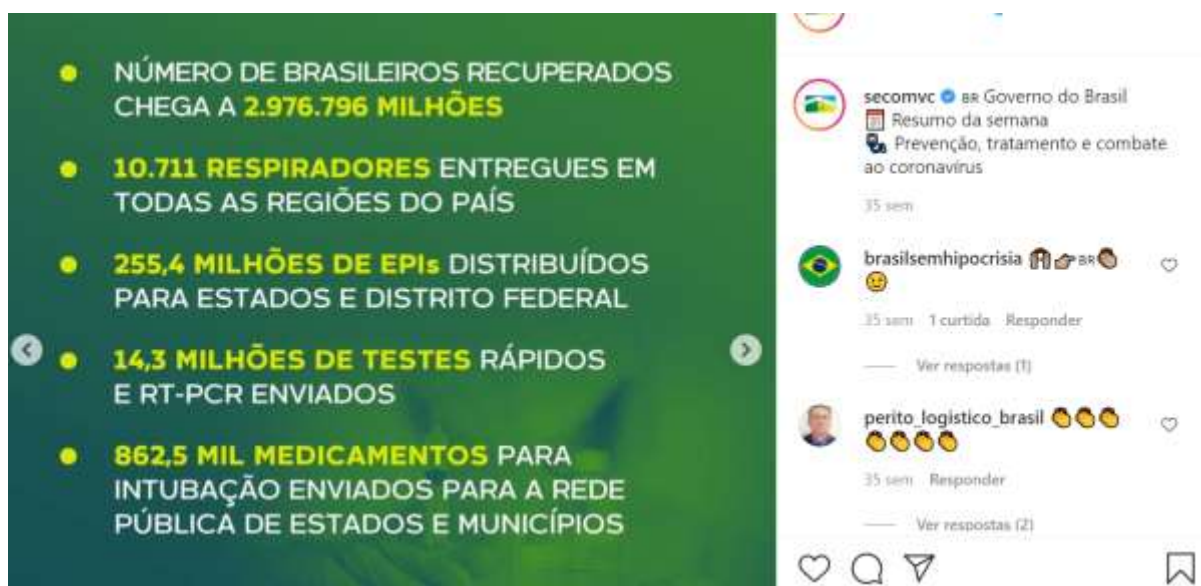 NÚMERO DE BRASILEIROS RECUPERADOS
CHEGA A 2.976.796 MILHÕES
10.711 RESPIRADORES ENTREGUES EM
TODAS AS REGIÕES DO PAÍS
255,4 MILHÕES DE EPIs DISTRIBUÍDOS
PARA ESTADOS E DISTRITO FEDERAL
14,3 MILHÕES DE TESTES RÁPIDOS
E RT-PCR ENVIADOS
862,5 MIL MEDICAMENTOS PARA
INTUBAÇÃO ENVIADOS PARA A REDE
PÚBLICA DE ESTADOS E MUNICÍPIOS
secomvc BR Governo do Brasil
Resumo da semana
Prevenção, tratamento e combate
ao coronavírus
35 sem
brasilsemhipocrisia BR
35 sem 1 curtida Responder
Ver respostas (1)
perito_logistico_brasil
35 sem Responder
Ver respostas (2)